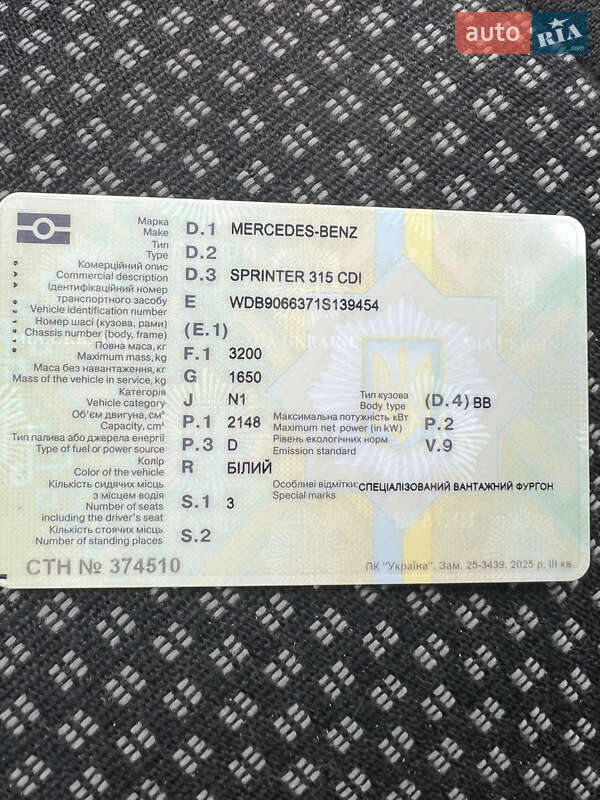 auto RIA .com
Марка D.1 MERCEDES-BENZ
Make
Тип D.2
Type
Комерційний опис D.3 SPRINTER 315 CDI
Commercial description
Ідентифікаційний номер
транспортного засобу E WDB9066371S139454
Vehicle identification number
Номер шасі (кузова, рами) (E.1)
Chassis number (body, frame)
Повна маса, кг F.1 3200
Maximum mass, kg
Маса без навантаження, кг G 1650
Mass of the vehicle in service, kg
Категорія J N1 Тип кузова (D.4) BB
Vehicle category Body type
Об'єм двигуна, см³ P.1 2148 Максимальна потужність кВт P.2
Capacity, cm³ Maximum net power (in kW)
Тип палива або джерела енергії P.3 D Рівень екологічних норм V.9
Type of fuel or power source Emission standard
Колір R БІЛИЙ
Color of the vehicle
Кількість сидячих місць Особливі відмітки: СПЕЦІАЛІЗОВАНИЙ ВАНТАЖНИЙ ФУРГОН
з місцем водія S.1 3 Special marks
Number of seats
including the driver's seat
Кількість стоячих місць S.2
Number of standing places
СТН № 374510 ПК "Україна". Зам. 25-3439. 2025 р. III кв.